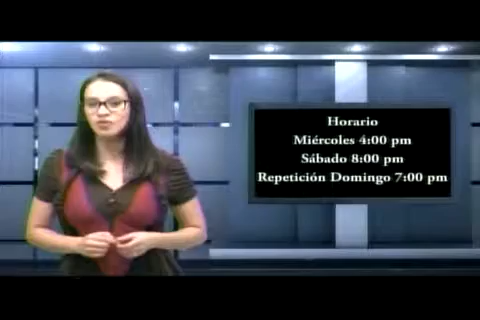 Horario
Miércoles 4:00 pm
Sábado 8:00 pm
Repetición Domingo 7:00 pm